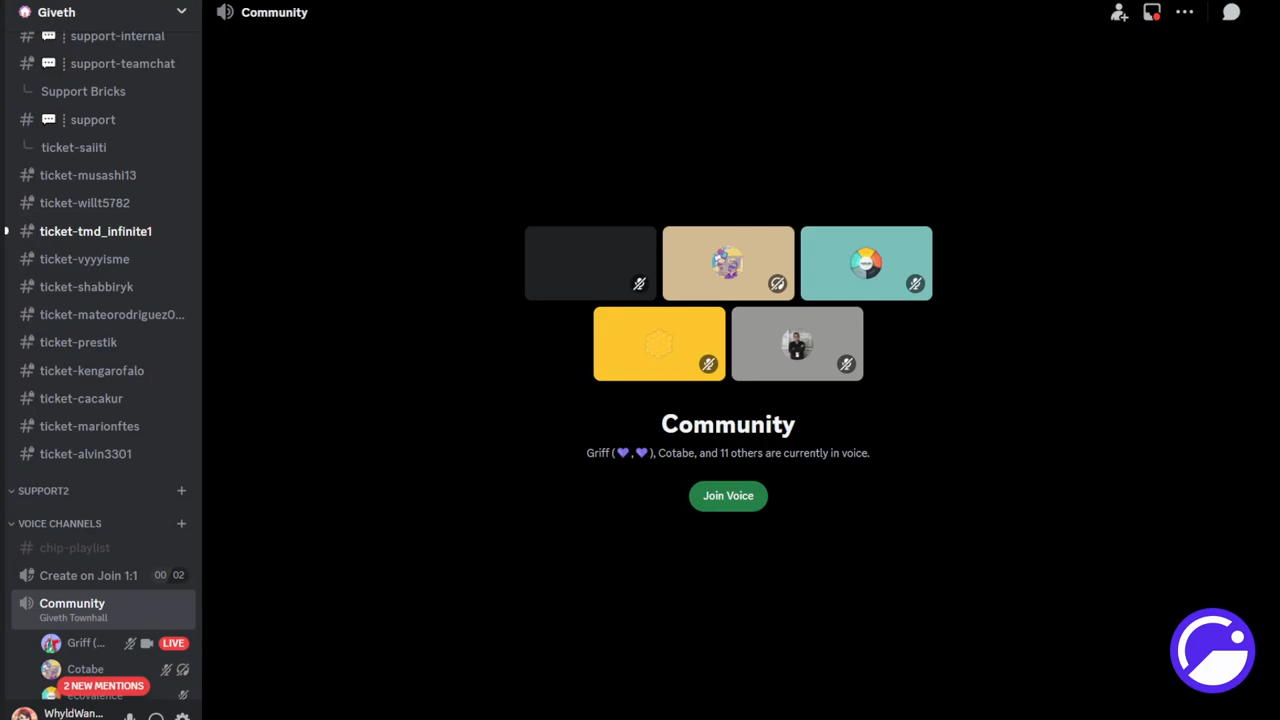 Giveth
support-internal
support-teamchat
Support Bricks
support
ticket-saiiti
ticket-musashi13
ticket-willt5782
ticket-tmd_infinite1
ticket-vyyyisme
ticket-shabbiryk
ticket-mateorodriguez0...
ticket-prestik
ticket-kengarofalo
ticket-cacakur
ticket-marionftes
ticket-alvin3301
SUPPORT2
VOICE CHANNELS
chip-playlist
Create on Join 1:1 00 02
Community
Giveth Townhall
Griff (... LIVE
Cotabe
2 NEW MENTIONS
ecovalence
WhyldWan...
Community
Community
Griff (💜,💜), Cotabe, and 11 others are currently in voice.
Join Voice